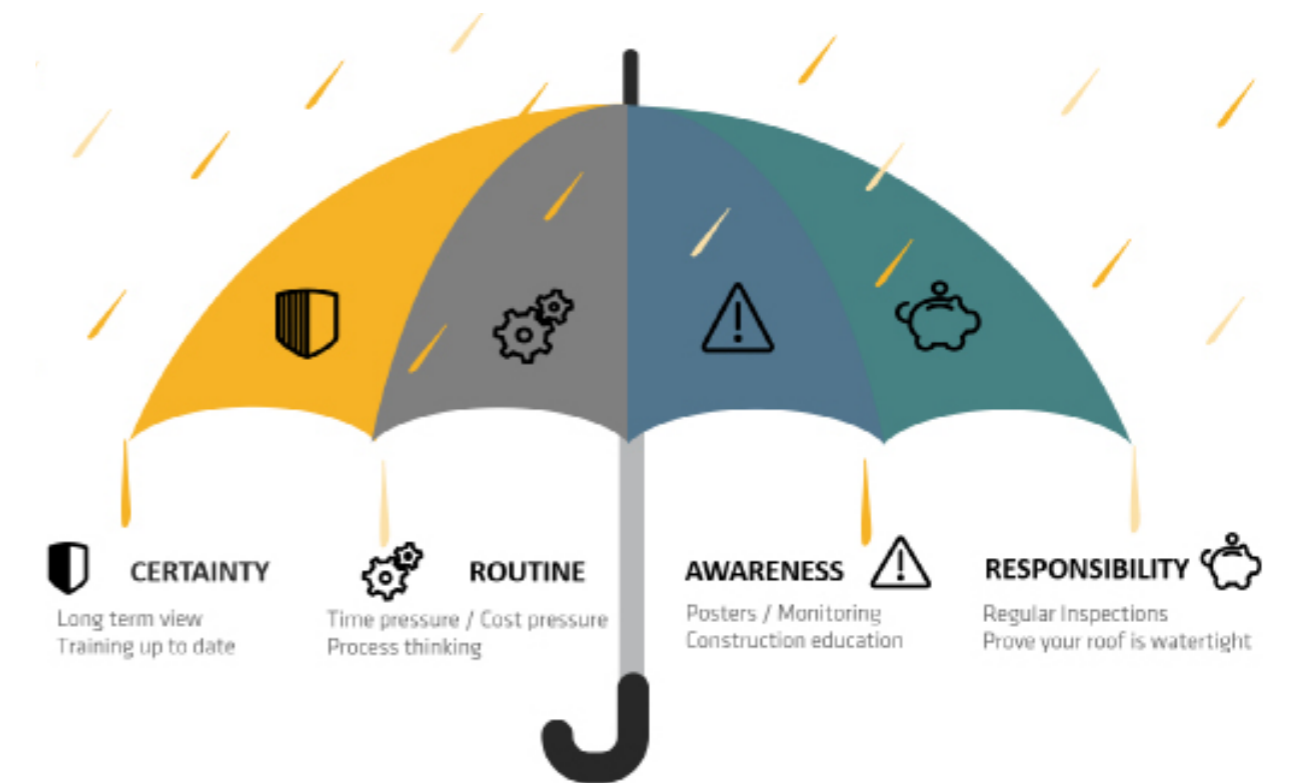 CERTAINTY
Long term view
Training up to date
ROUTINE
Time pressure / Cost pressure
Process thinking
AWARENESS
Posters / Monitoring
Construction education
RESPONSIBILITY
Regular Inspections
Prove your roof is watertight